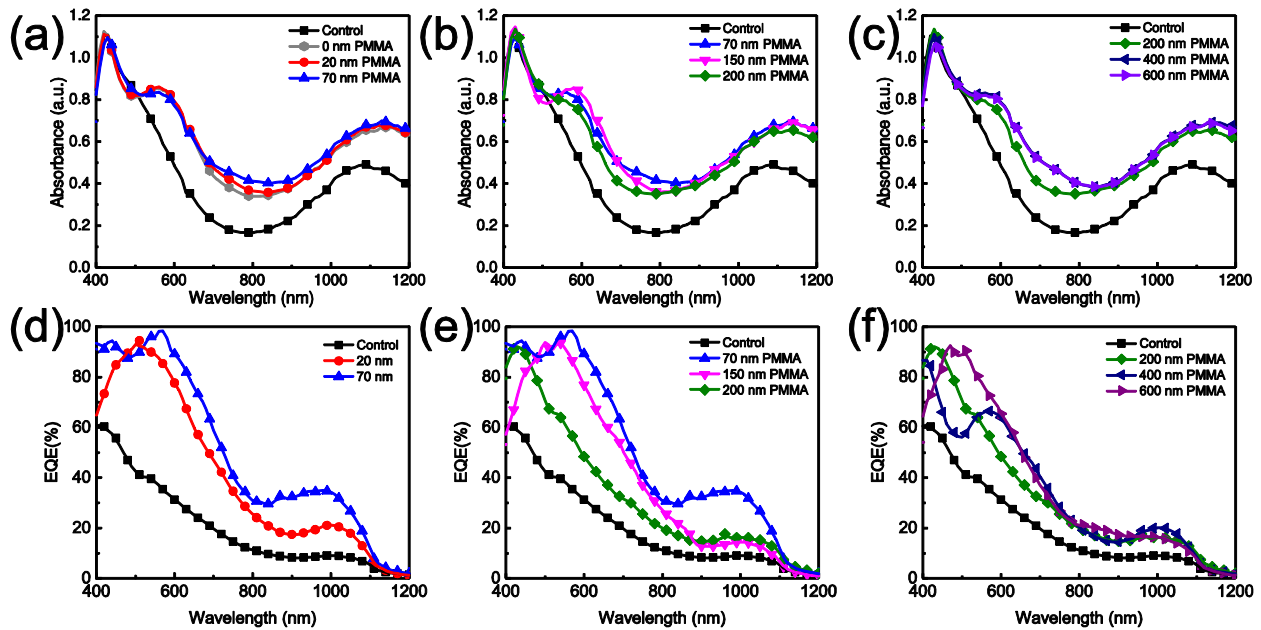 (a)
Control
0 nm PMMA
20 nm PMMA
70 nm PMMA
1.2
1.0
0.8
0.6
0.4
0.2
0.0
Absorbance (a.u.)
400 600 800 1000 1200
Wavelength (nm)
(b)
Control
70 nm PMMA
150 nm PMMA
200 nm PMMA
1.2
1.0
0.8
0.6
0.4
0.2
0.0
Absorbance (a.u.)
400 600 800 1000 1200
Wavelength (nm)
(c)
Control
200 nm PMMA
400 nm PMMA
600 nm PMMA
1.2
1.0
0.8
0.6
0.4
0.2
0.0
Absorbance (a.u.)
400 600 800 1000 1200
Wavelength (nm)
(d)
Control
20 nm
70 nm
100
80
60
40
20
0
EQE(%)
400 600 800 1000 1200
Wavelength (nm)
(e)
Control
70 nm PMMA
150 nm PMMA
200 nm PMMA
100
80
60
40
20
0
EQE(%)
400 600 800 1000 1200
Wavelength (nm)
(f)
Control
200 nm PMMA
400 nm PMMA
600 nm PMMA
100
80
60
40
20
0
EQE(%)
400 600 800 1000 1200
Wavelength (nm)